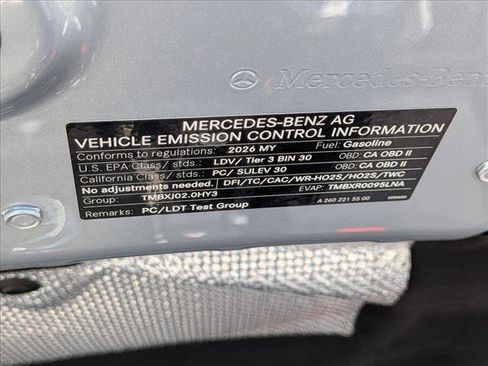 Mercedes-Benz
MERCEDES-BENZ AG
VEHICLE EMISSION CONTROL INFORMATION
Conforms to regulations: 2026 MY Fuel: Gasoline
U.S. EPA Class/ stds.: LDV/ Tier 3 BIN 30 OBD: CA OBD II
California Class/ stds.: PC/ SULEV 30 OBD: CA OBD II
No adjustments needed. DFI/TC/CAC/WR-HO2S/HO2S/TWC
Group: TMBXJ02.0HY3 EVAP: TMBXR0095LNA
Remarks: PC/LDT Test Group A 260 221 55 00